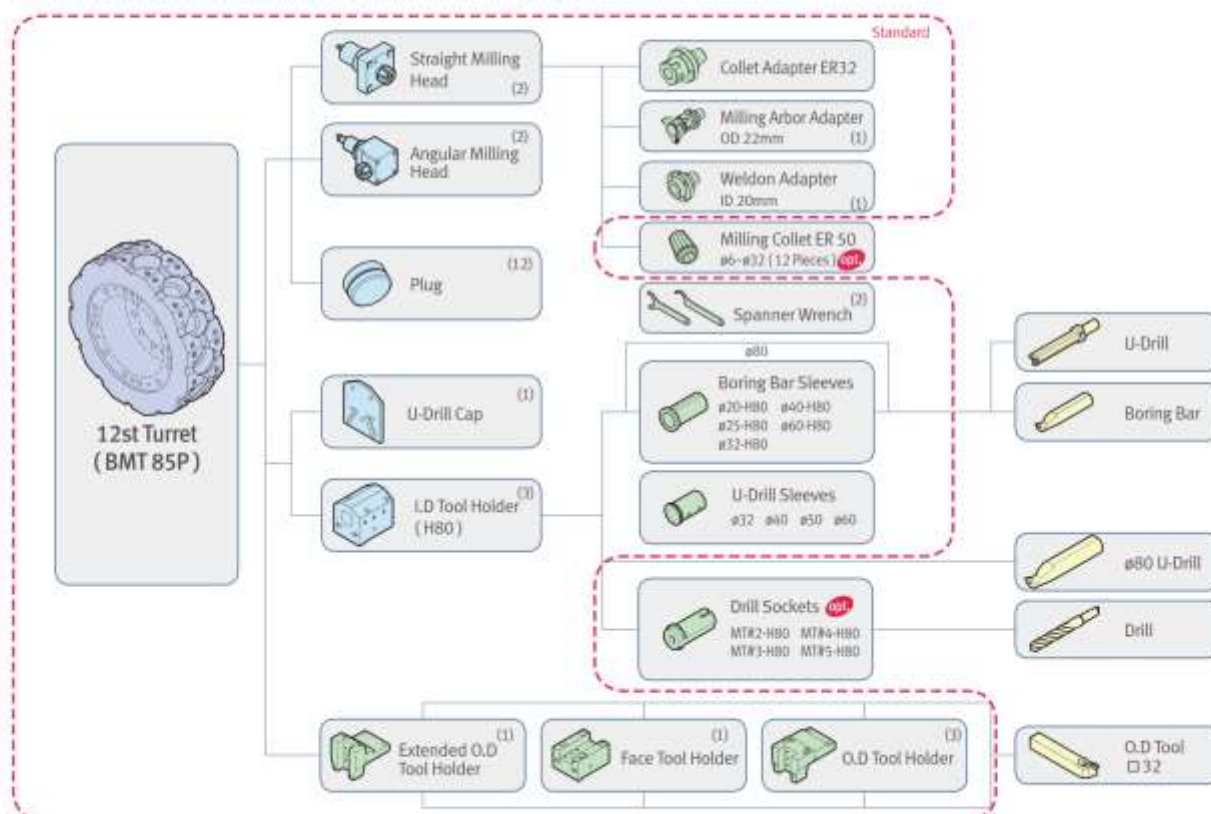 Standard
Straight Milling
Head
(2)
Collet Adapter ER32
Milling Arbor Adapter
OD 22mm (1)
(2)
Angular Milling
Head
Weldon Adapter
ID 20mm (1)
Milling Collet ER 50
ø6-ø32 ( 12 Pieces ) opt.
(12)
Plug
(2)
Spanner Wrench
ø80
U-Drill
Boring Bar Sleeves
ø20-H80 ø40-H80
ø25-H80 ø60-H80
ø32-H80
Boring Bar
(1)
U-Drill Cap
12st Turret
( BMT 85P )
(3)
I.D Tool Holder
( H80 )
U-Drill Sleeves
ø32 ø40 ø50 ø60
ø80 U-Drill
Drill Sockets opt.
MT#2-H80 MT#4-H80
MT#3-H80 MT#5-H80
Drill
(1)
Extended O.D
Tool Holder
(1)
Face Tool Holder
(3)
O.D Tool Holder
O.D Tool
□ 32